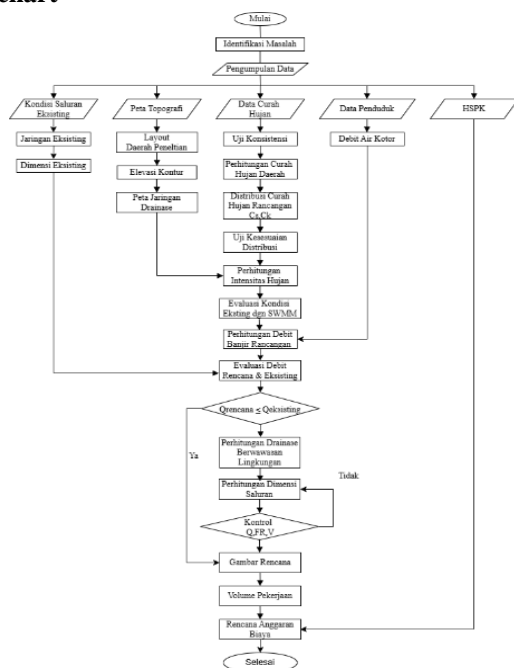 Mulai
Identifikasi Masalah
Pengumpulan Data
Kondisi Saluran
Eksisting
Peta Topografi
Data Curah
Hujan
Data Penduduk
HSPK
Jaringan Eksisting
Layout
Daerah Peneltian
Uji Konsistensi
Debit Air Kotor
Dimensi Eksisting
Elevasi Kontur
Perhitungan Curah
Hujan Daerah
Peta Jaringan
Drainase
Distribusi Curah
Hujan Rancangan
Cs,Ck
Uji Kesesuaian
Distribusi
Perhitungan
Intensitas Hujan
Evaluasi Kondisi
Eksting dgn SWMM
Perhitungan Debit
Banjir Rancangan
Evaluasi Debit
Rencana & Eksisting
Qrencana ≤ Qeksisting
Perhitungan Drainase
Berwawasan
Lingkungan
Ya
Tidak
Perhitungan Dimensi
Saluran
Kontrol
Q,FR,V
Gambar Rencana
Volume Pekerjaan
Rencana Anggaran
Biaya
Selesai